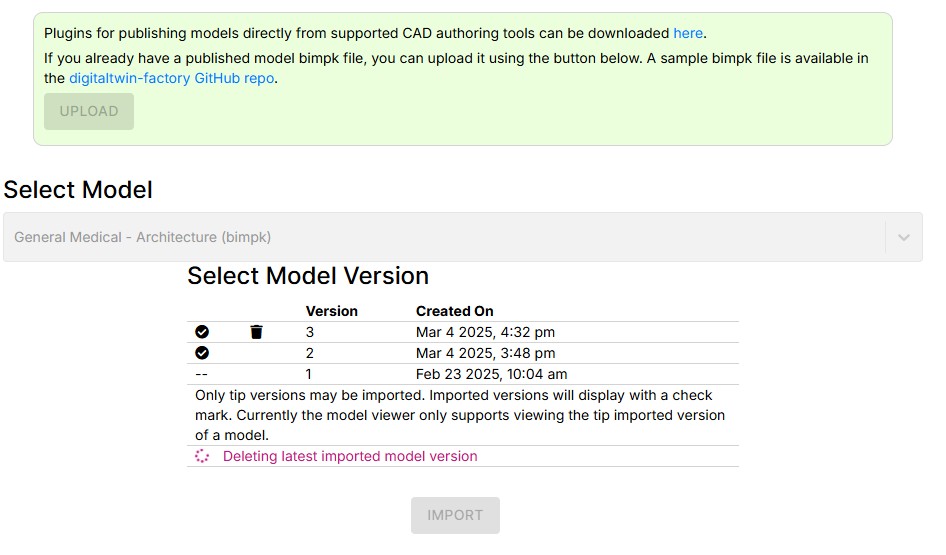 Plugins for publishing models directly from supported CAD authoring tools can be downloaded here.
If you already have a published model bimpk file, you can upload it using the button below. A sample bimpk file is available in
the digitaltwin-factory GitHub repo.
UPLOAD
Select Model
General Medical - Architecture (bimpk)
Select Model Version
Version Created On
3 Mar 4 2025, 4:32 pm
2 Mar 4 2025, 3:48 pm
-- 1 Feb 23 2025, 10:04 am
Only tip versions may be imported. Imported versions will display with a check
mark. Currently the model viewer only supports viewing the tip imported version
of a model.
Deleting latest imported model version
IMPORT